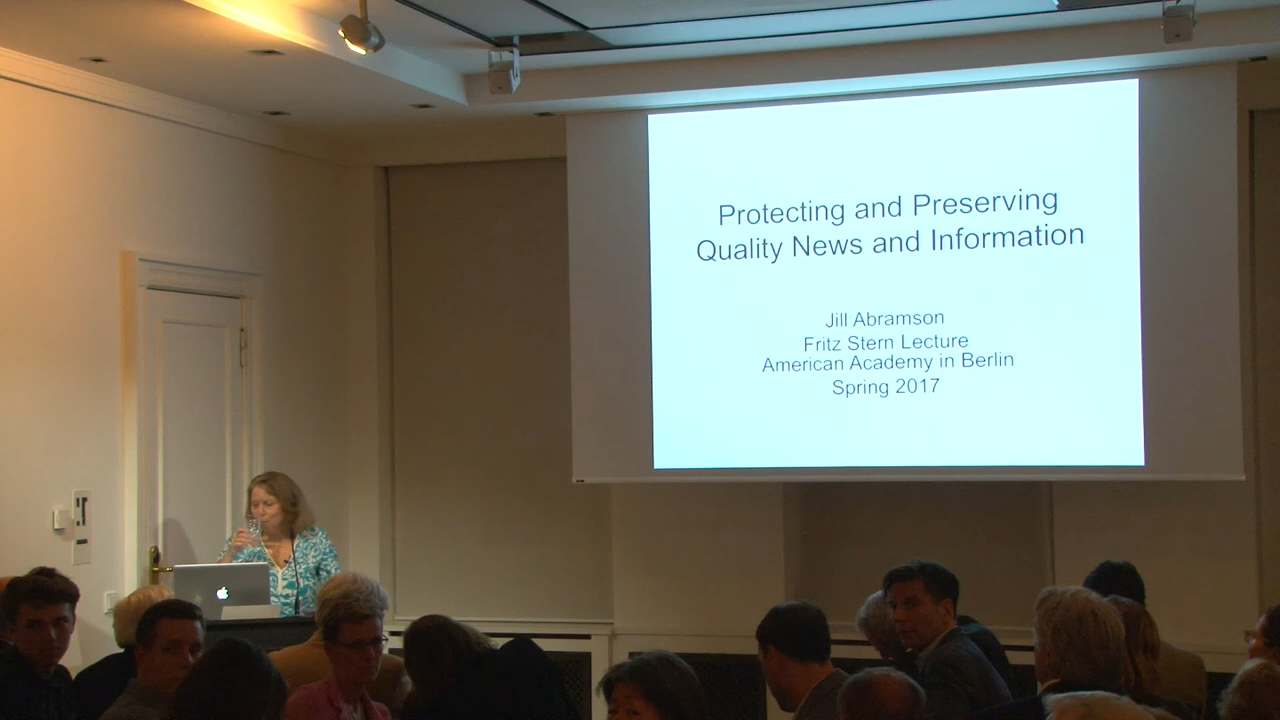 Protecting and Preserving
Quality News and Information
Jill Abramson
Fritz Stern Lecture
American Academy in Berlin
Spring 2017